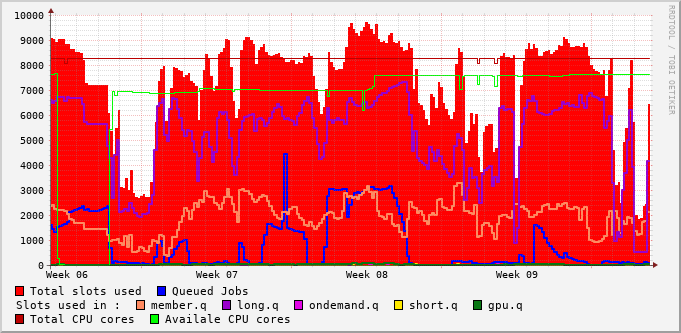 10000
9000
8000
7000
6000
5000
4000
3000
2000
1000
0
Week 06 Week 07 Week 08 Week 09
RRDTOOL / TOBI OETIKER
Total slots used Queued Jobs
Slots used in : member.q long.q ondemand.q short.q gpu.q
Total CPU cores Availale CPU cores